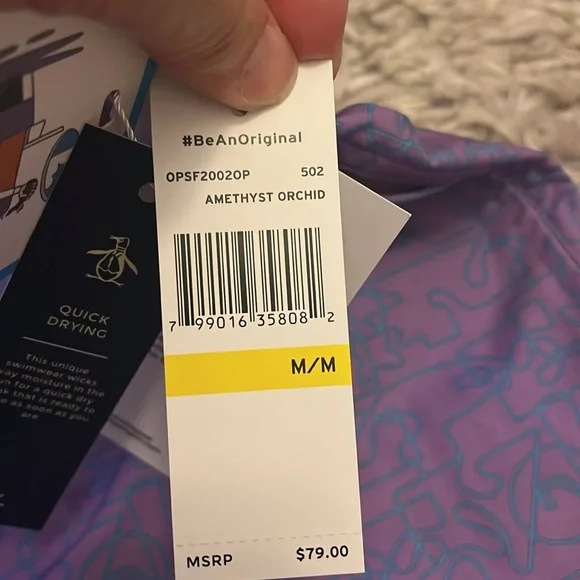 #BeAnOriginal
OPSF2002OP 502
AMETHYST ORCHID
7 99016 35808 2
M/M
MSRP $79.00
QUICK
DRYING
This unique
swimwear wicks
moisture in the
for a quick dry
that is ready to
as soon as you